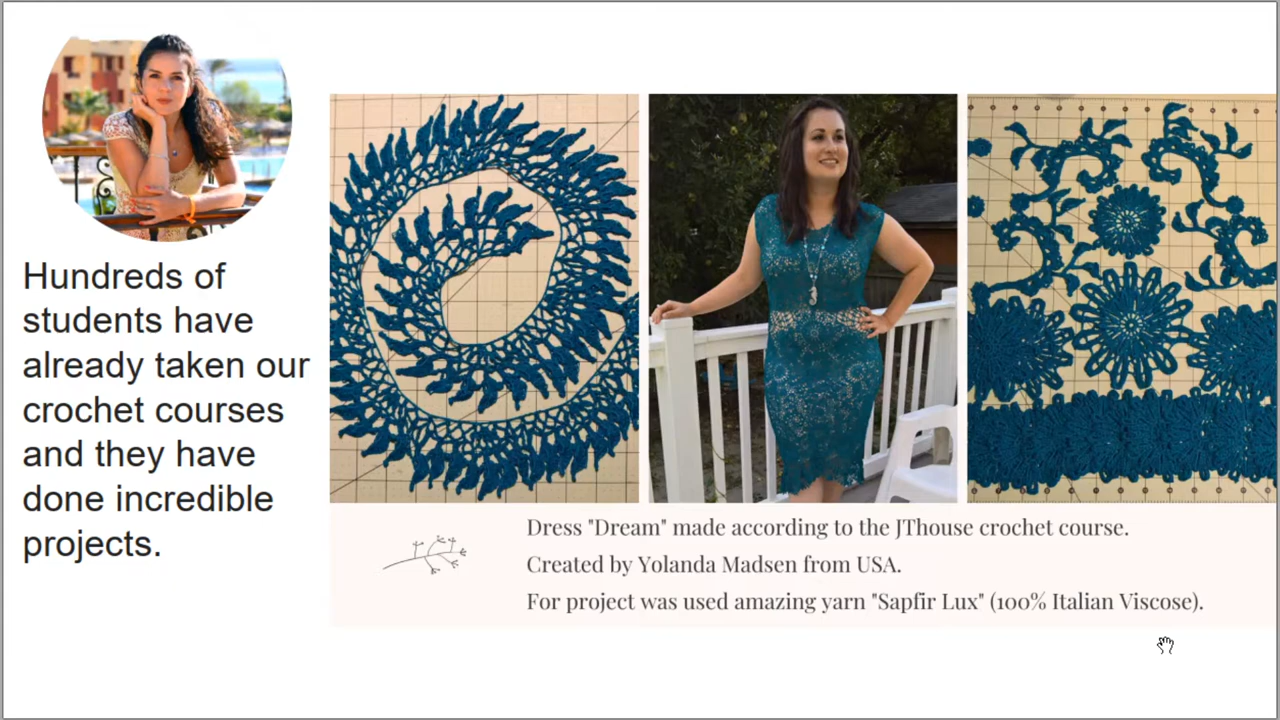 Hundreds of
students have
already taken our
crochet courses
and they have
done incredible
projects.
Dress "Dream" made according to the JThouse crochet course.
Created by Yolanda Madsen from USA.
For project was used amazing yarn "Sapfir Lux" (100% Italian Viscose).